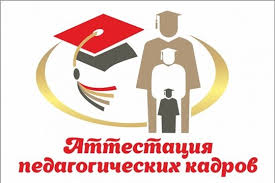 Аттестация
педагогических кадров